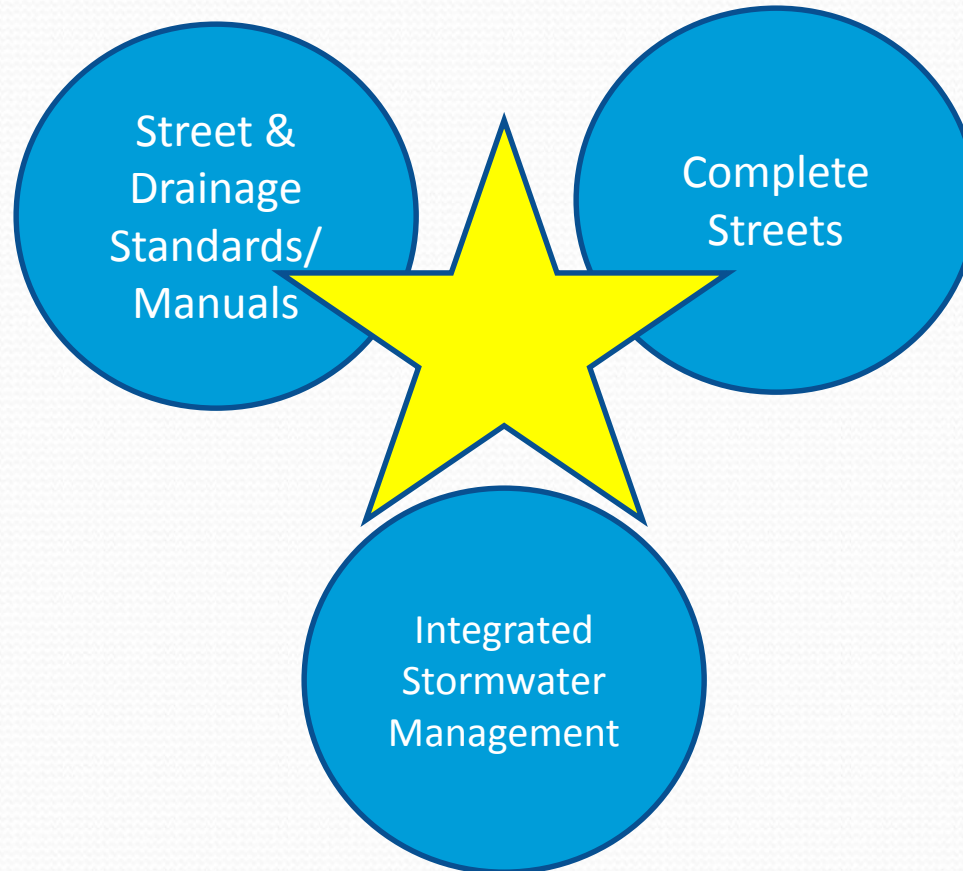 Street &
Drainage
Standards/
Manuals
Complete
Streets
Integrated
Stormwater
Management